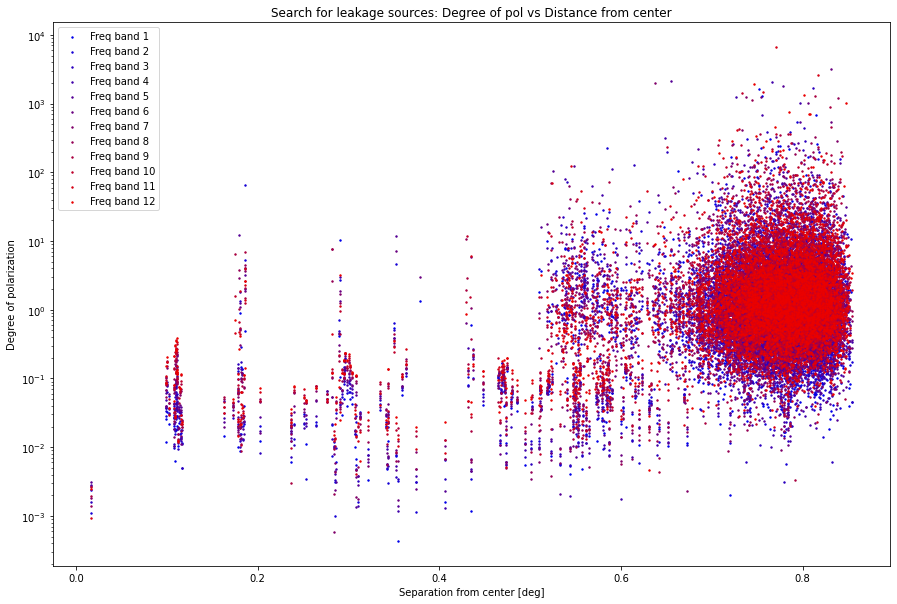 Search for leakage sources: Degree of pol vs Distance from center
Freq band 1
Freq band 2
Freq band 3
Freq band 4
Freq band 5
Freq band 6
Freq band 7
Freq band 8
Freq band 9
Freq band 10
Freq band 11
Freq band 12
Degree of polarization
10⁴
10³
10²
10¹
10⁰
10⁻¹
10⁻²
10⁻³
0.0 0.2 0.4 0.6 0.8
Separation from center [deg]